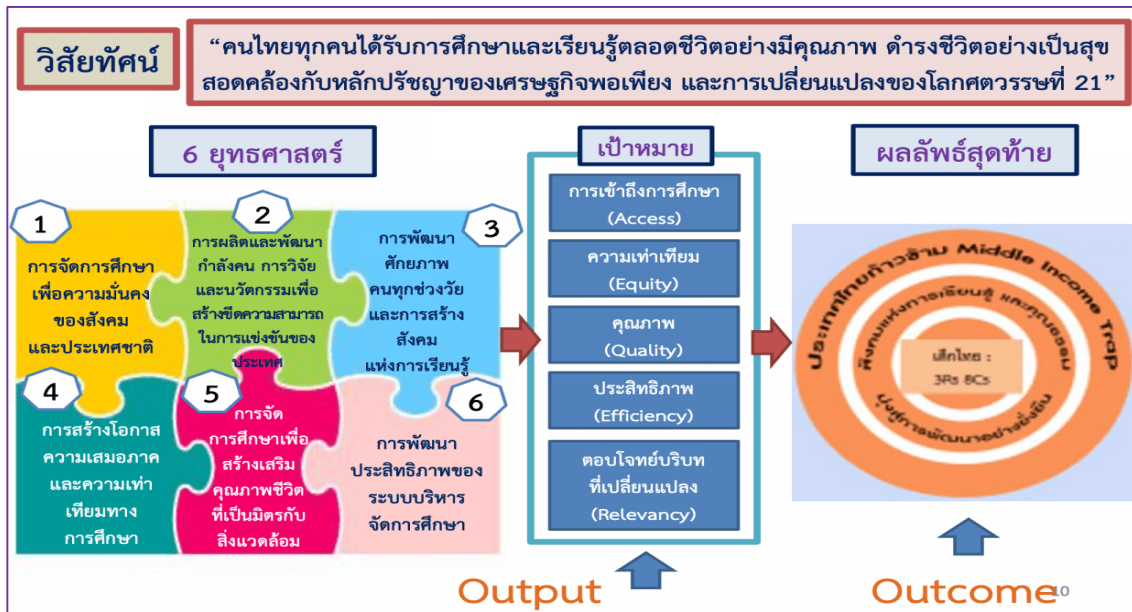 วิสัยทัศน์
“คนไทยทุกคนได้รับการศึกษาและเรียนรู้ตลอดชีวิตอย่างมีคุณภาพ ดำรงชีวิตอย่างเป็นสุข
สอดคล้องกับหลักปรัชญาของเศรษฐกิจพอเพียง และการเปลี่ยนแปลงของโลกศตวรรษที่ 21”
6 ยุทธศาสตร์
1
การจัดการศึกษา
เพื่อความมั่นคง
ของสังคม
และประเทศชาติ
2
การผลิตและพัฒนา
กำลังคน การวิจัย
และนวัตกรรมเพื่อ
สร้างขีดความสามารถ
ในการแข่งขันของ
ประเทศ
3
การพัฒนา
ศักยภาพ
คนทุกช่วงวัย
และการสร้าง
สังคม
แห่งการเรียนรู้
4
การสร้างโอกาส
ความเสมอภาค
และความเท่า
เทียมทาง
การศึกษา
5
การจัด
การศึกษาเพื่อ
สร้างเสริม
คุณภาพชีวิต
ที่เป็นมิตรกับ
สิ่งแวดล้อม
6
การพัฒนา
ประสิทธิภาพของ
ระบบบริหาร
จัดการศึกษา
เป้าหมาย
การเข้าถึงการศึกษา
(Access)
ความเท่าเทียม
(Equity)
คุณภาพ
(Quality)
ประสิทธิภาพ
(Efficiency)
ตอบโจทย์บริบท
ที่เปลี่ยนแปลง
(Relevancy)
Output
ผลลัพธ์สุดท้าย
ประเทศไทยก้าวข้าม Middle Income Trap
สังคมแห่งการเรียนรู้ และคุณธรรม
มุ่งสู่การพัฒนาอย่างยั่งยืน
เด็กไทย :
3Rs 8Cs
Outcome
10